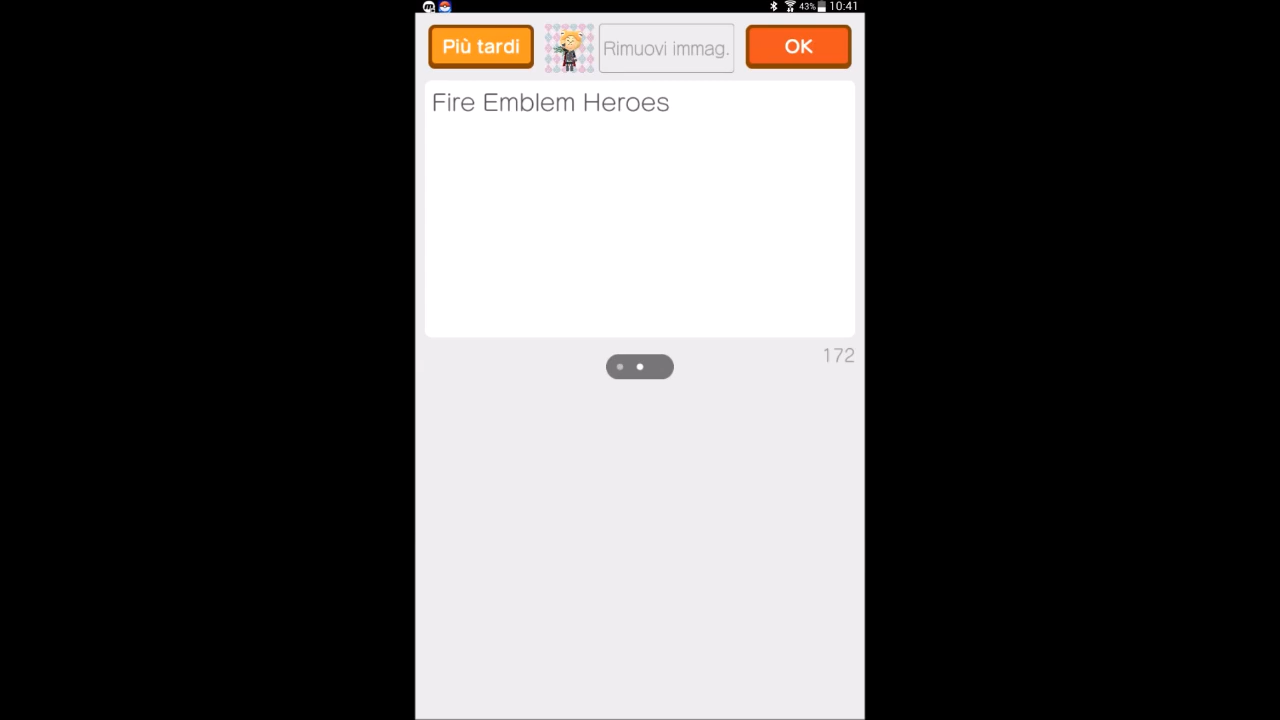 43% 10:41
Più tardi
Rimuovi immag.
OK
Fire Emblem Heroes
172